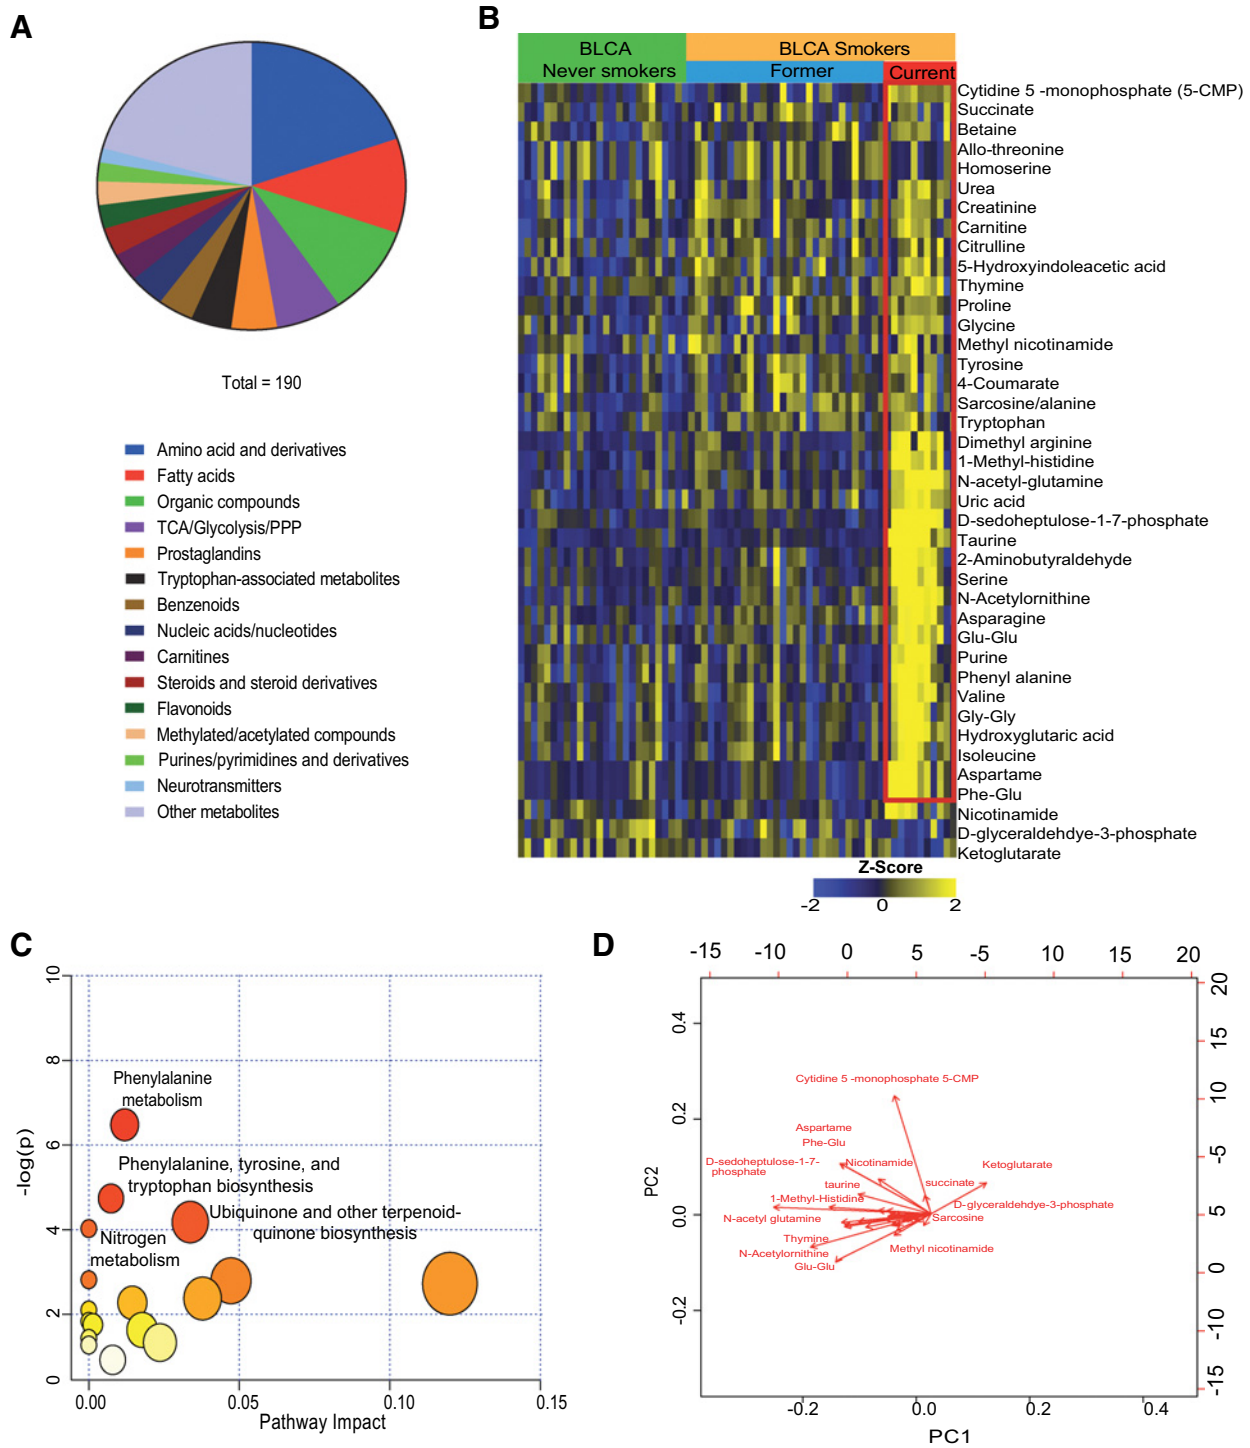 A
Total = 190
Amino acid and derivatives
Fatty acids
Organic compounds
TCA/Glycolysis/PPP
Prostaglandins
Tryptophan-associated metabolites
Benzenoids
Nucleic acids/nucleotides
Carnitines
Steroids and steroid derivatives
Flavonoids
Methylated/acetylated compounds
Purines/pyrimidines and derivatives
Neurotransmitters
Other metabolites
B
BLCA
Never smokers
BLCA Smokers
Former
Current
Cytidine 5 -monophosphate (5-CMP)
Succinate
Betaine
Allo-threonine
Homoserine
Urea
Creatinine
Carnitine
Citrulline
5-Hydroxyindoleacetic acid
Thymine
Proline
Glycine
Methyl nicotinamide
Tyrosine
4-Coumarate
Sarcosine/alanine
Tryptophan
Dimethyl arginine
1-Methyl-histidine
N-acetyl-glutamine
Uric acid
D-sedoheptulose-1-7-phosphate
Taurine
2-Aminobutyraldehyde
Serine
N-Acetylornithine
Asparagine
Glu-Glu
Purine
Phenyl alanine
Valine
Gly-Gly
Hydroxyglutaric acid
Isoleucine
Aspartame
Phe-Glu
Nicotinamide
D-glyceraldehdye-3-phosphate
Ketoglutarate
Z-Score
-2 0 2
C
10
8
6
4
2
0
-log(p)
Phenylalanine
metabolism
Phenylalanine, tyrosine, and
tryptophan biosynthesis
Ubiquinone and other terpenoid-
quinone biosynthesis
Nitrogen
metabolism
0.00 0.05 0.10 0.15
Pathway Impact
D
-15 -10 0 5 -5 10 15 20
0.4
0.2
0.0
-0.2
PC2
Cytidine 5 -monophosphate 5-CMP
Aspartame
Phe-Glu
D-sedoheptulose-1-7-
phosphate
Nicotinamide
Ketoglutarate
taurine
succinate
1-Methyl-Histidine
D-glyceraldehdye-3-phosphate
N-acetyl glutamine
Sarcosine
Thymine
Methyl nicotinamide
N-Acetylornithine
Glu-Glu
20
15
10
-5
5
0
-10
-15
-0.2 0.0 0.2 0.4
PC1